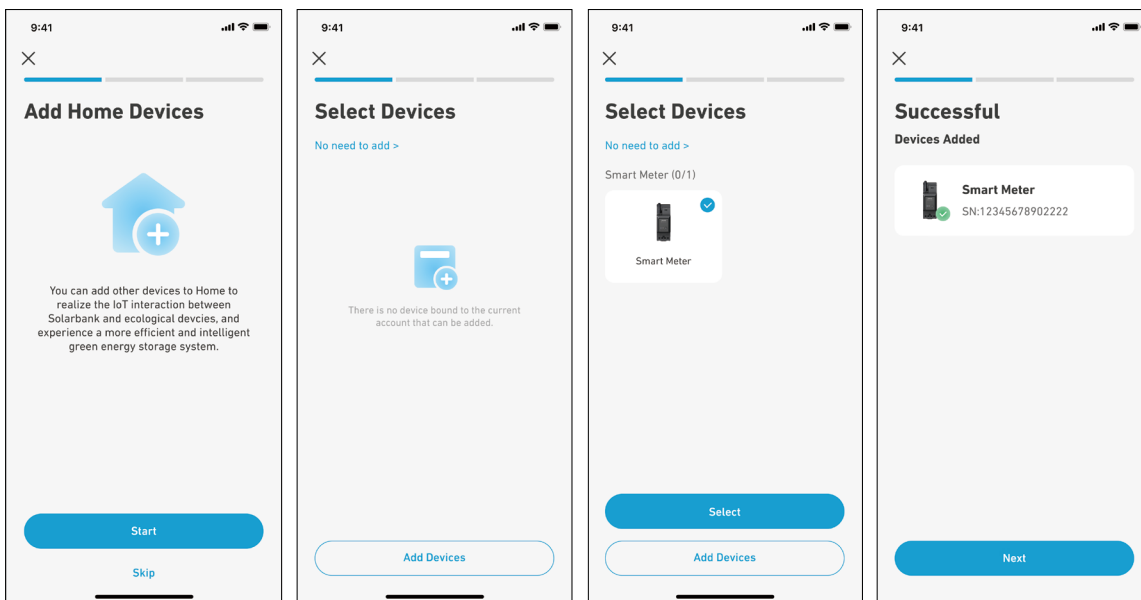 9:41
Add Home Devices
You can add other devices to Home to
realize the IoT interaction between
Solarbank and ecological devcies, and
experience a more efficient and intelligent
green energy storage system.
Start
Skip
9:41
Select Devices
No need to add >
There is no device bound to the current
account that can be added.
Add Devices
9:41
Select Devices
No need to add >
Smart Meter (0/1)
Smart Meter
Select
Add Devices
9:41
Successful
Devices Added
Smart Meter
SN:12345678902222
Next